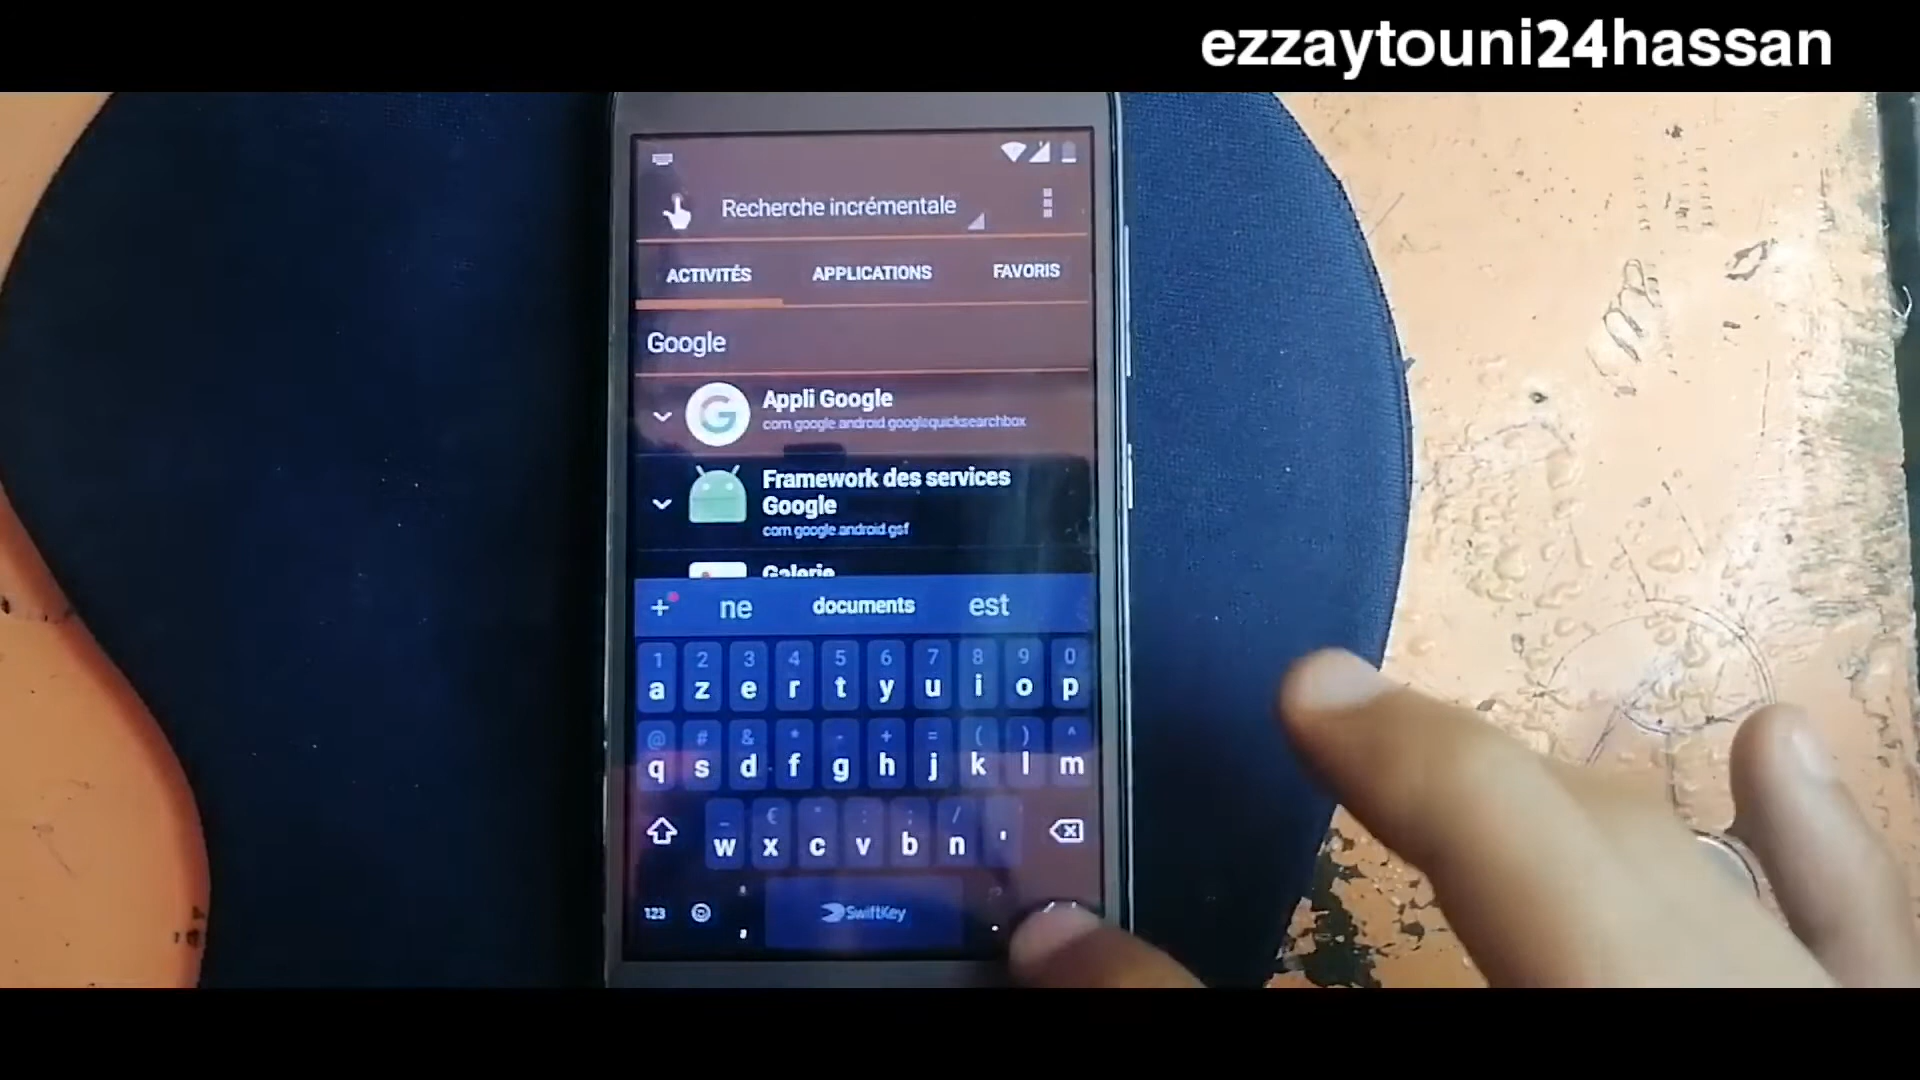 ezzaytouni24hassan
Recherche incrémentale
ACTIVITÉS APPLICATIONS FAVORIS
Google
Appli Google
com.google.android.googlequicksearchbox
Framework des services
Google
com.google.android.gsf
Galerie
+ ne documents est
1 2 3 4 5 6 7 8 9 0
a z e r t y u i o p
@ # & * - + = ( ) ^
q s d f g h j k l m
_ € " : ; /
w x c v b n '
123 , SwiftKey .